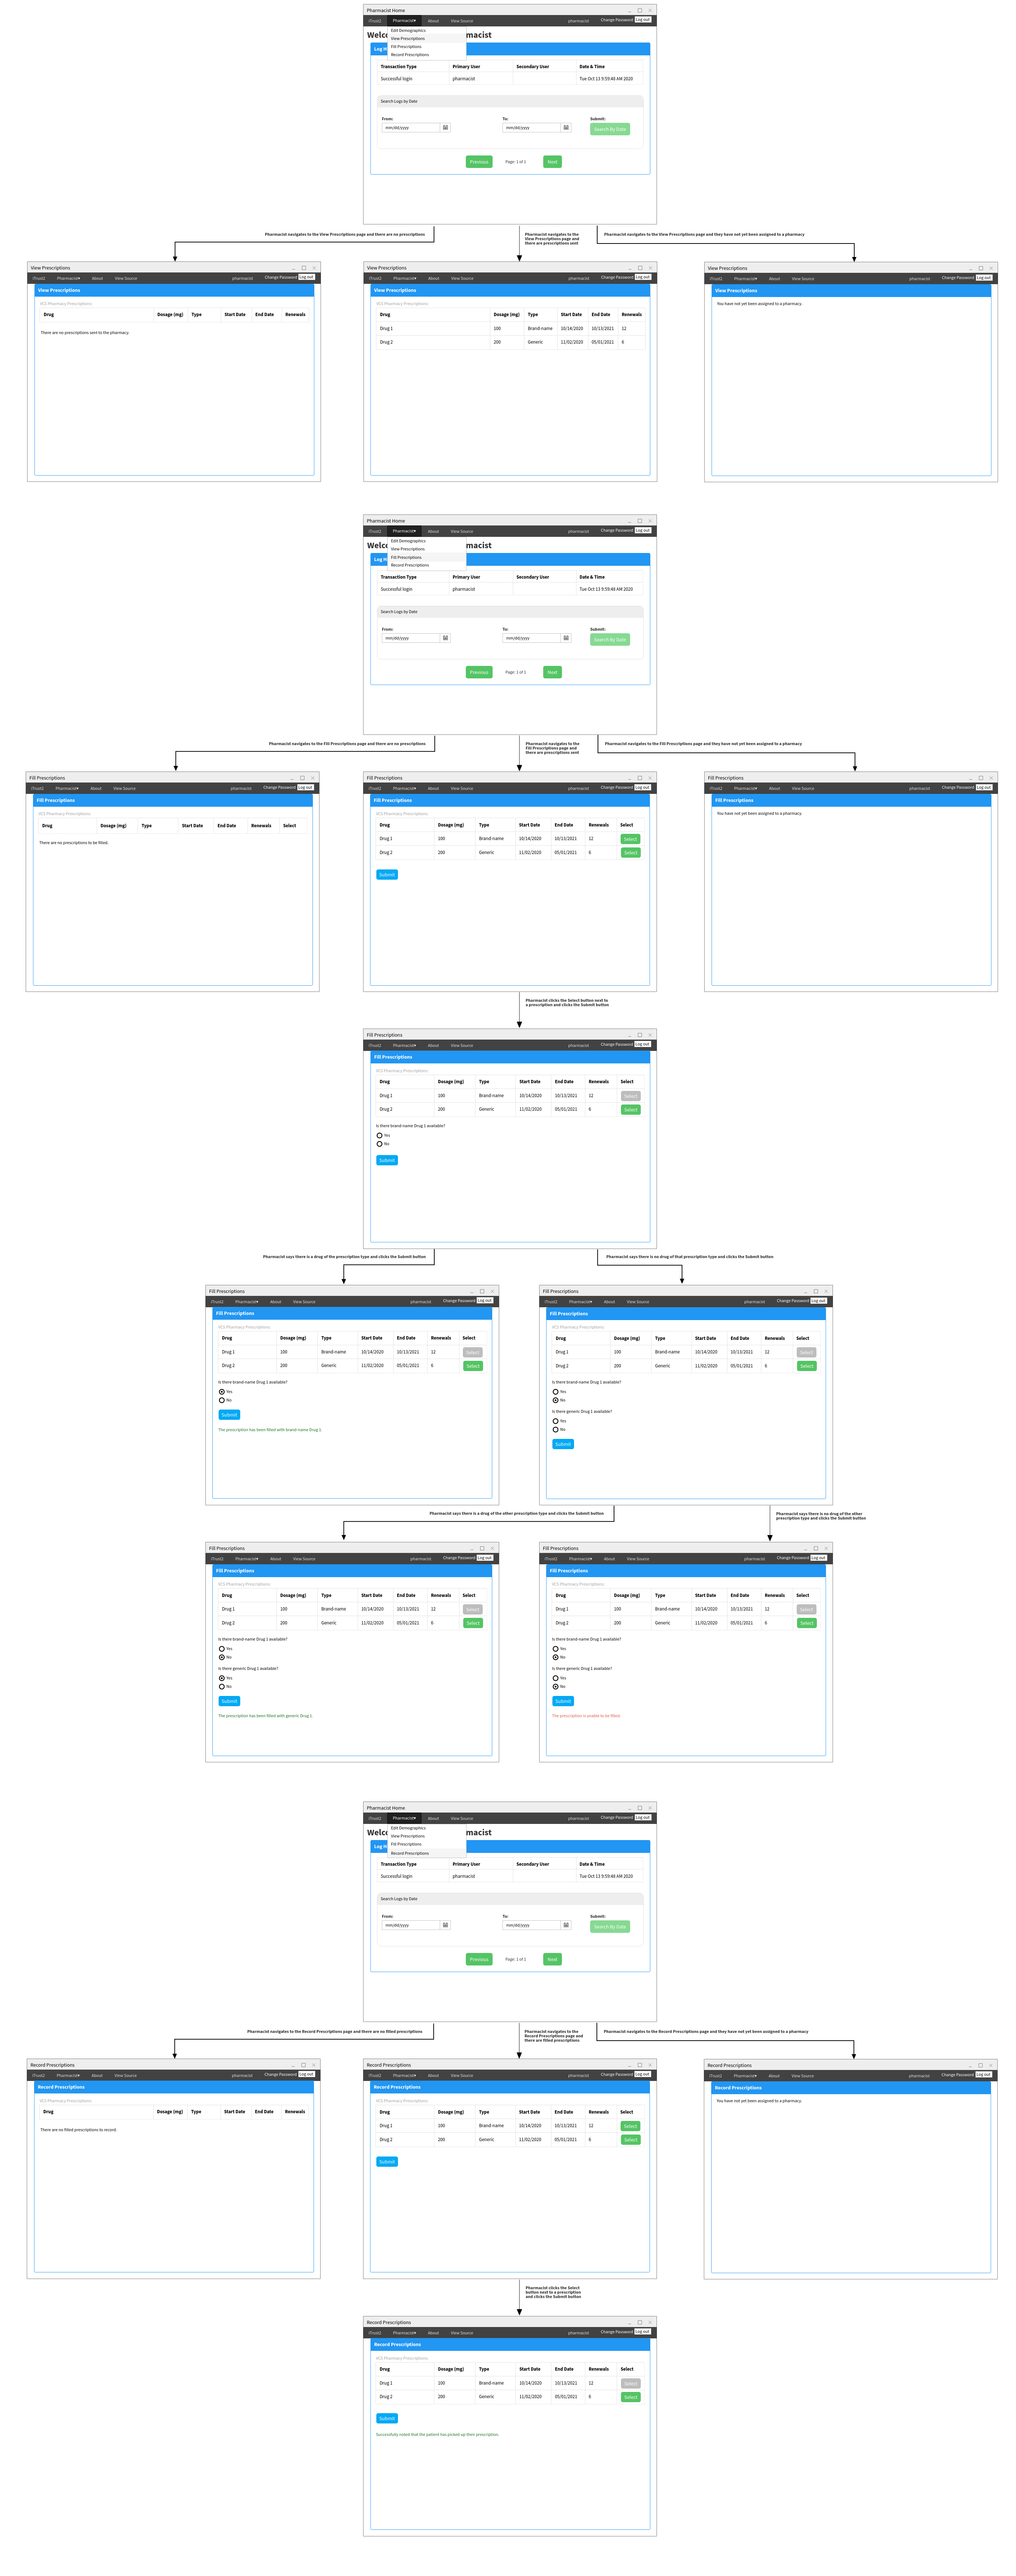 Pharmacist Home
iTrust2 Pharmacist▾ About View Source pharmacist Change Password Log out
Edit Demographics
View Prescriptions
Fill Prescriptions
Record Prescriptions
Welc macist
Log H
Transaction Type Primary User Secondary User Date & Time
Successful login pharmacist Tue Oct 13 9:59:48 AM 2020
Search Logs by Date
From: To: Submit:
mm/dd/yyyy mm/dd/yyyy Search By Date
Previous Page: 1 of 1 Next
Pharmacist navigates to the View Prescriptions page and there are no prescriptions
Pharmacist navigates to the
View Prescriptions page and
there are prescriptions sent
Pharmacist navigates to the View Prescriptions page and they have not yet been assigned to a pharmacy
View Prescriptions
iTrust2 Pharmacist▾ About View Source pharmacist Change Password Log out
View Prescriptions
VCS Pharmacy Prescriptions:
Drug Dosage (mg) Type Start Date End Date Renewals
There are no prescriptions sent to the pharmacy.
View Prescriptions
iTrust2 Pharmacist▾ About View Source pharmacist Change Password Log out
View Prescriptions
VCS Pharmacy Prescriptions:
Drug Dosage (mg) Type Start Date End Date Renewals
Drug 1 100 Brand-name 10/14/2020 10/13/2021 12
Drug 2 200 Generic 11/02/2020 05/01/2021 6
View Prescriptions
iTrust2 Pharmacist▾ About View Source pharmacist Change Password Log out
View Prescriptions
You have not yet been assigned to a pharmacy.
Pharmacist Home
iTrust2 Pharmacist▾ About View Source pharmacist Change Password Log out
Edit Demographics
View Prescriptions
Fill Prescriptions
Record Prescriptions
Welc macist
Log H
Transaction Type Primary User Secondary User Date & Time
Successful login pharmacist Tue Oct 13 9:59:48 AM 2020
Search Logs by Date
From: To: Submit:
mm/dd/yyyy mm/dd/yyyy Search By Date
Previous Page: 1 of 1 Next
Pharmacist navigates to the Fill Prescriptions page and there are no prescriptions
Pharmacist navigates to the
Fill Prescriptions page and
there are prescriptions sent
Pharmacist navigates to the Fill Prescriptions page and they have not yet been assigned to a pharmacy
Fill Prescriptions
iTrust2 Pharmacist▾ About View Source pharmacist Change Password Log out
Fill Prescriptions
VCS Pharmacy Prescriptions:
Drug Dosage (mg) Type Start Date End Date Renewals Select
There are no prescriptions to be filled.
Fill Prescriptions
iTrust2 Pharmacist▾ About View Source pharmacist Change Password Log out
Fill Prescriptions
VCS Pharmacy Prescriptions:
Drug Dosage (mg) Type Start Date End Date Renewals Select
Drug 1 100 Brand-name 10/14/2020 10/13/2021 12 Select
Drug 2 200 Generic 11/02/2020 05/01/2021 6 Select
Submit
Fill Prescriptions
iTrust2 Pharmacist▾ About View Source pharmacist Change Password Log out
Fill Prescriptions
You have not yet been assigned to a pharmacy.
Pharmacist clicks the Select button next to
a prescription and clicks the Submit button
Fill Prescriptions
iTrust2 Pharmacist▾ About View Source pharmacist Change Password Log out
Fill Prescriptions
VCS Pharmacy Prescriptions:
Drug Dosage (mg) Type Start Date End Date Renewals Select
Drug 1 100 Brand-name 10/14/2020 10/13/2021 12 Select
Drug 2 200 Generic 11/02/2020 05/01/2021 6 Select
Is there brand-name Drug 1 available?
Yes
No
Submit
Pharmacist says there is a drug of the prescription type and clicks the Submit button
Pharmacist says there is no drug of that prescription type and clicks the Submit button
Fill Prescriptions
iTrust2 Pharmacist▾ About View Source pharmacist Change Password Log out
Fill Prescriptions
VCS Pharmacy Prescriptions:
Drug Dosage (mg) Type Start Date End Date Renewals Select
Drug 1 100 Brand-name 10/14/2020 10/13/2021 12 Select
Drug 2 200 Generic 11/02/2020 05/01/2021 6 Select
Is there brand-name Drug 1 available?
Yes
No
Submit
The prescription has been filled with brand-name Drug 1.
Fill Prescriptions
iTrust2 Pharmacist▾ About View Source pharmacist Change Password Log out
Fill Prescriptions
VCS Pharmacy Prescriptions:
Drug Dosage (mg) Type Start Date End Date Renewals Select
Drug 1 100 Brand-name 10/14/2020 10/13/2021 12 Select
Drug 2 200 Generic 11/02/2020 05/01/2021 6 Select
Is there brand-name Drug 1 available?
Yes
No
Is there generic Drug 1 available?
Yes
No
Submit
Pharmacist says there is a drug of the other prescription type and clicks the Submit button
Pharmacist says there is no drug of the other
prescription type and clicks the Submit button
Fill Prescriptions
iTrust2 Pharmacist▾ About View Source pharmacist Change Password Log out
Fill Prescriptions
VCS Pharmacy Prescriptions:
Drug Dosage (mg) Type Start Date End Date Renewals Select
Drug 1 100 Brand-name 10/14/2020 10/13/2021 12 Select
Drug 2 200 Generic 11/02/2020 05/01/2021 6 Select
Is there brand-name Drug 1 available?
Yes
No
Is there generic Drug 1 available?
Yes
No
Submit
The prescription has been filled with generic Drug 1.
Fill Prescriptions
iTrust2 Pharmacist▾ About View Source pharmacist Change Password Log out
Fill Prescriptions
VCS Pharmacy Prescriptions:
Drug Dosage (mg) Type Start Date End Date Renewals Select
Drug 1 100 Brand-name 10/14/2020 10/13/2021 12 Select
Drug 2 200 Generic 11/02/2020 05/01/2021 6 Select
Is there brand-name Drug 1 available?
Yes
No
Is there generic Drug 1 available?
Yes
No
Submit
The prescription is unable to be filled.
Pharmacist Home
iTrust2 Pharmacist▾ About View Source pharmacist Change Password Log out
Edit Demographics
View Prescriptions
Fill Prescriptions
Record Prescriptions
Welc macist
Log H
Transaction Type Primary User Secondary User Date & Time
Successful login pharmacist Tue Oct 13 9:59:48 AM 2020
Search Logs by Date
From: To: Submit:
mm/dd/yyyy mm/dd/yyyy Search By Date
Previous Page: 1 of 1 Next
Pharmacist navigates to the Record Prescriptions page and there are no filled prescriptions
Pharmacist navigates to the
Record Prescriptions page and
there are filled prescriptions
Pharmacist navigates to the Record Prescriptions page and they have not yet been assigned to a pharmacy
Record Prescriptions
iTrust2 Pharmacist▾ About View Source pharmacist Change Password Log out
Record Prescriptions
VCS Pharmacy Prescriptions:
Drug Dosage (mg) Type Start Date End Date Renewals
There are no filled prescriptions to record.
Record Prescriptions
iTrust2 Pharmacist▾ About View Source pharmacist Change Password Log out
Record Prescriptions
VCS Pharmacy Prescriptions:
Drug Dosage (mg) Type Start Date End Date Renewals Select
Drug 1 100 Brand-name 10/14/2020 10/13/2021 12 Select
Drug 2 200 Generic 11/02/2020 05/01/2021 6 Select
Submit
Record Prescriptions
iTrust2 Pharmacist▾ About View Source pharmacist Change Password Log out
Record Prescriptions
You have not yet been assigned to a pharmacy.
Pharmacist clicks the Select
button next to a prescription
and clicks the Submit button
Record Prescriptions
iTrust2 Pharmacist▾ About View Source pharmacist Change Password Log out
Record Prescriptions
VCS Pharmacy Prescriptions:
Drug Dosage (mg) Type Start Date End Date Renewals Select
Drug 1 100 Brand-name 10/14/2020 10/13/2021 12 Select
Drug 2 200 Generic 11/02/2020 05/01/2021 6 Select
Submit
Successfully noted that the patient has picked up their prescription.